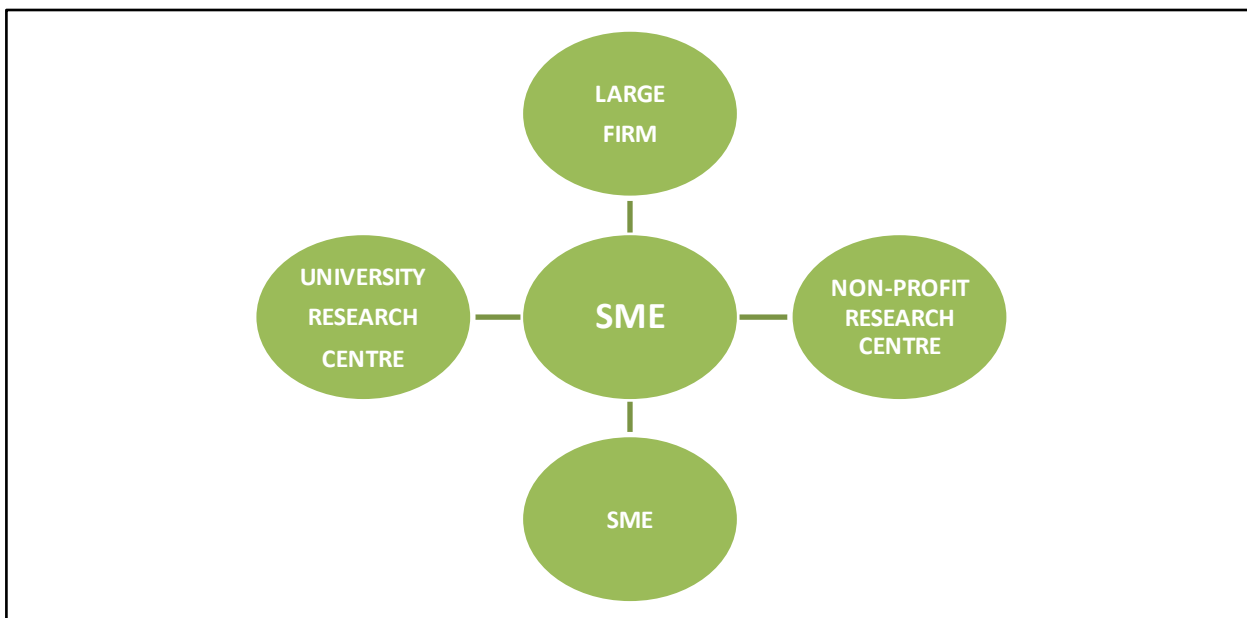 LARGE
FIRM
UNIVERSITY
RESEARCH
CENTRE
SME
NON-PROFIT
RESEARCH
CENTRE
SME